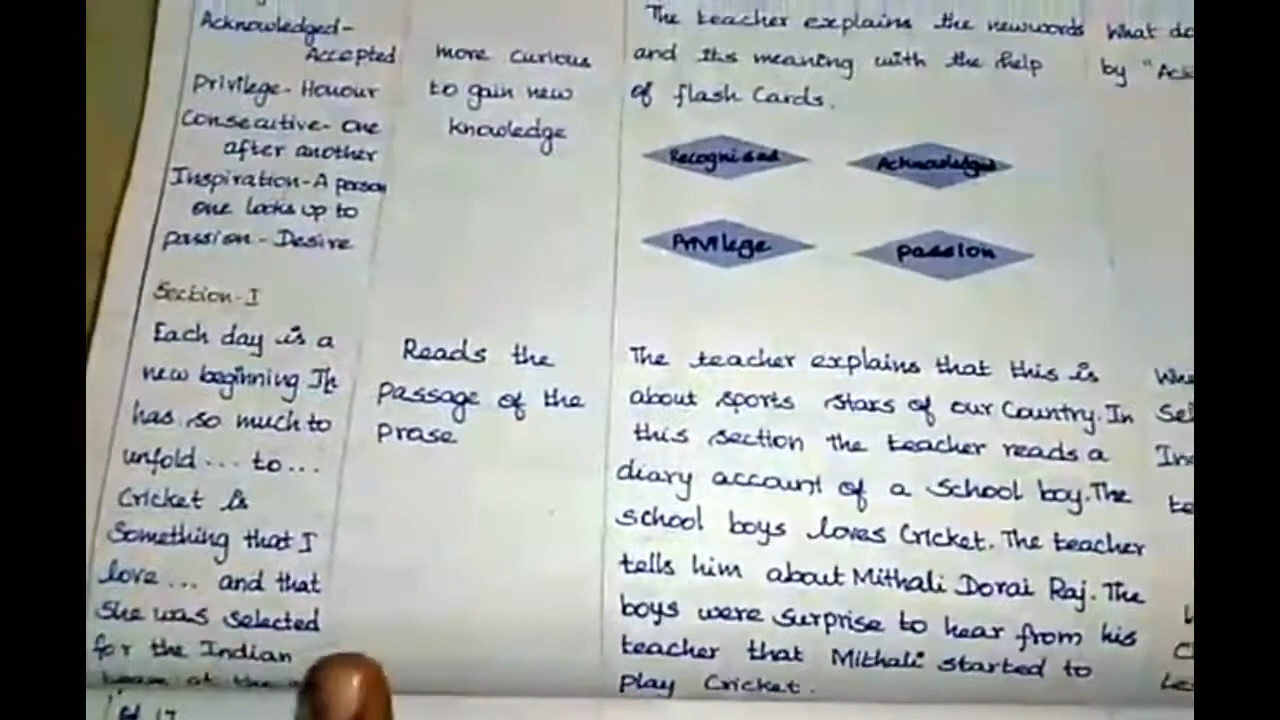 Acknowledged-
Accepted
Privilege- Honour
Consecutive- one
after another
Inspiration-A person
one looks up to
passion - Desire
Section-I
Each day is a
new beginning It
has so much to
unfold ... to ...
Cricket is
Something that I
love ... and that
She was selected
for the Indian
team at the
more curious
to gain new
knowledge
Reads the
passage of the
prase
The teacher explains the newwords
and its meaning with the help
of flash Cards.
Recognised
Acknowledged
Privilege
passion
The teacher explains that this is
about sports stars of our Country. In
this section the teacher reads a
diary account of a School boy. The
school boys loves Cricket. The teacher
tells him about Mithali Dorai Raj. The
boys were surprise to hear from his
teacher that Mithali started to
play Cricket.
What do
by "Ack